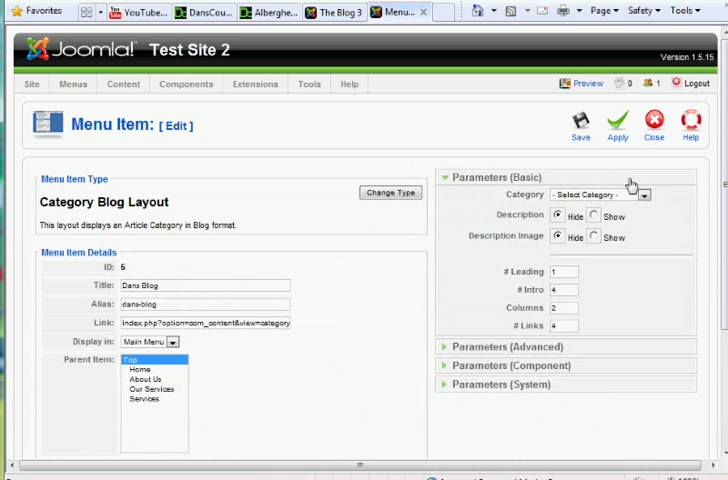 Favorites YouTube... DansCou... Alberghe... The Blog 3 Menu... Page Safety Tools
Joomla! Test Site 2
Version 1.5.15
Site Menus Content Components Extensions Tools Help Preview 0 1 Logout
Menu Item: [ Edit ]
Save Apply Close Help
Menu Item Type
Category Blog Layout
Change Type
This layout displays an Article Category in Blog format.
Menu Item Details
ID: 5
Title: Dans Blog
Alias: dans-blog
Link: index.php?option=com_content&view=category
Display in: Main Menu
Parent Item: Top
Home
About Us
Our Services
Services
Parameters (Basic)
Category - Select Category -
Description Hide Show
Description Image Hide Show
# Leading 1
# Intro 4
Columns 2
# Links 4
Parameters (Advanced)
Parameters (Component)
Parameters (System)